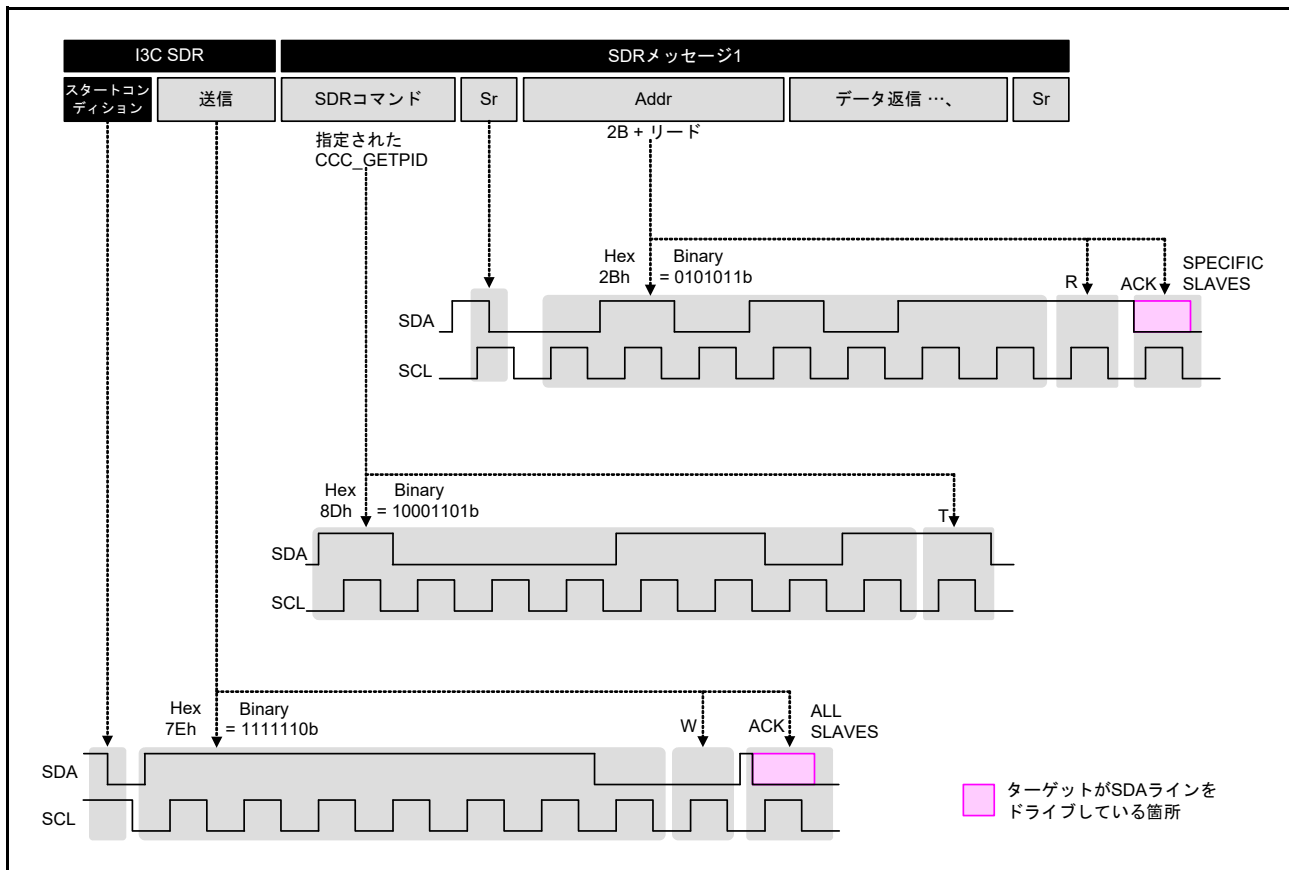 I3C SDR
SDRメッセージ1
スタートコン
ディション
送信
SDRコマンド
Sr
Addr
データ返信 …、
Sr
指定された
CCC_GETPID
2B + リード
Hex
2Bh
Binary
= 0101011b
R
ACK
SPECIFIC
SLAVES
SDA
SCL
Hex
8Dh
Binary
= 10001101b
T
SDA
SCL
Hex
7Eh
Binary
= 1111110b
W
ACK
ALL
SLAVES
SDA
SCL
ターゲットがSDAラインを
ドライブしている箇所